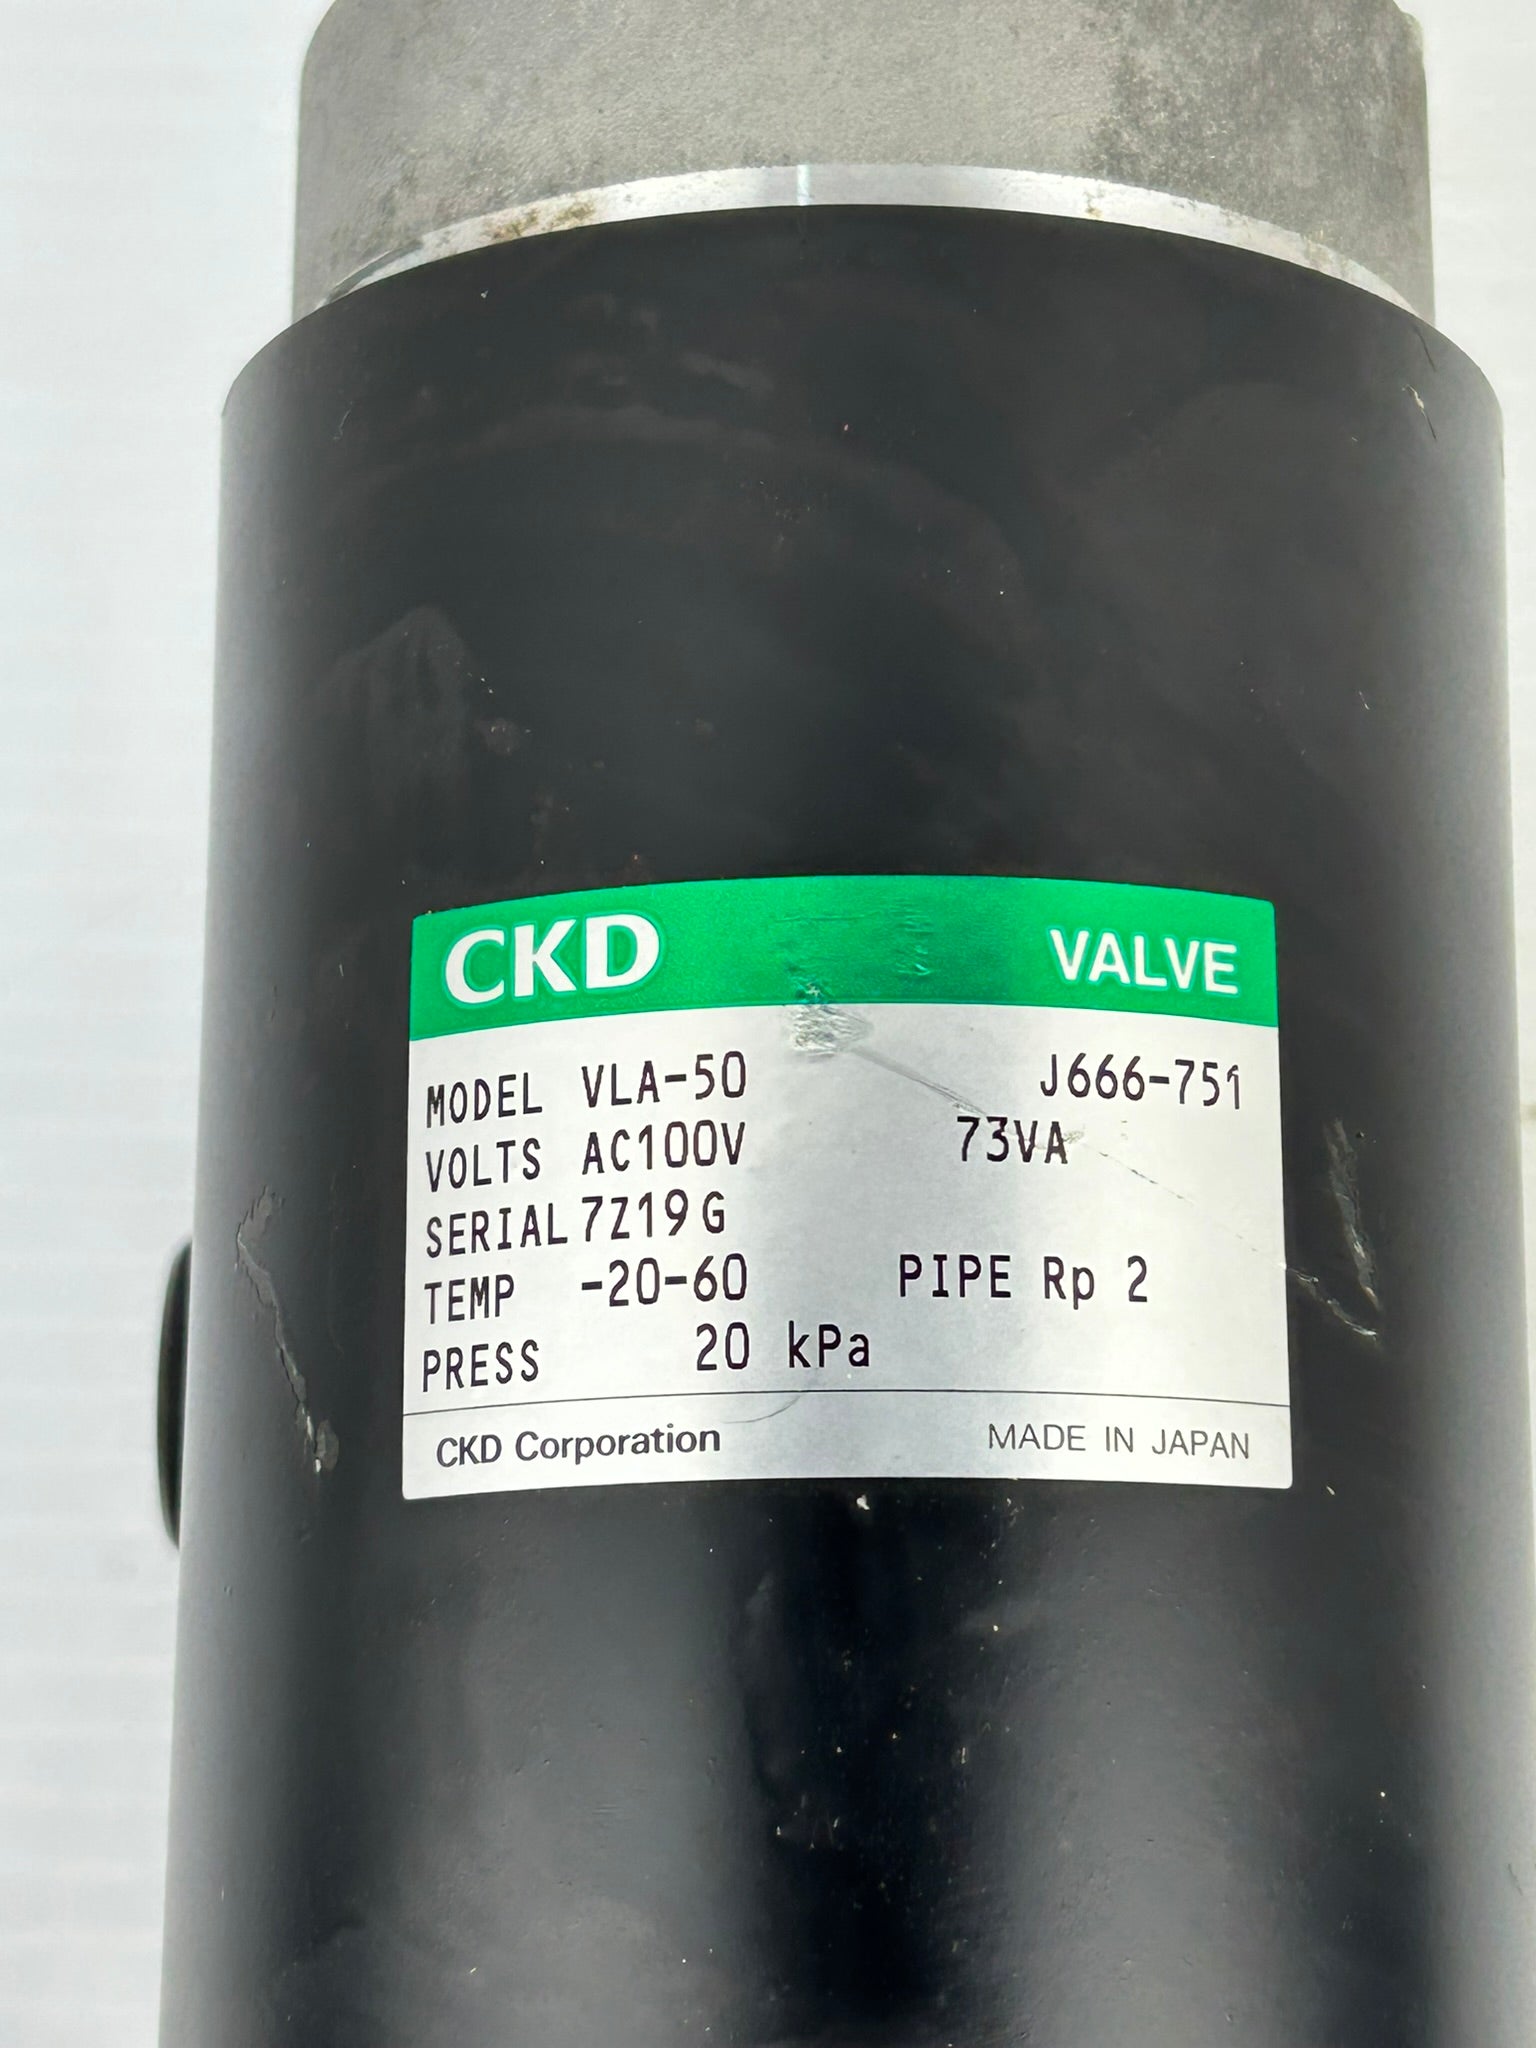 CKD VALVE
MODEL VLA-50 J666-751
VOLTS AC100V 73VA
SERIAL 7Z19G
TEMP -20-60 PIPE Rp 2
PRESS 20 kPa
CKD Corporation MADE IN JAPAN